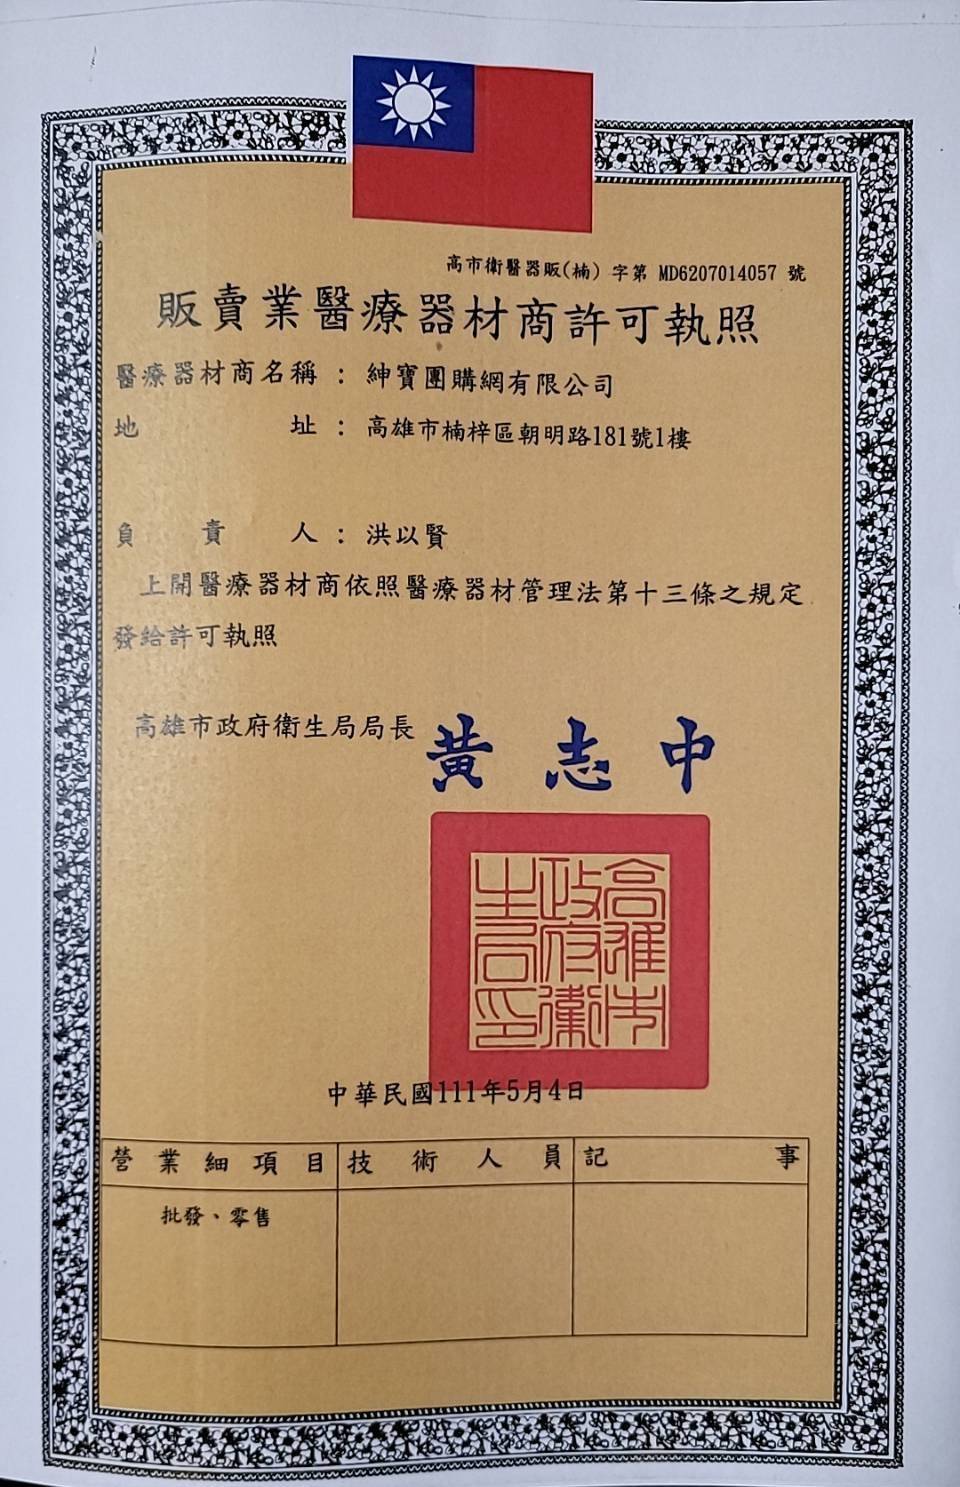 高市衛醫器販(楠) 字第 MD6207014057 號
販賣業醫療器材商許可執照
醫療器材商名稱：紳寶團購網有限公司
地址：高雄市楠梓區朝明路181號1樓
負責人：洪以賢
上開醫療器材商依照醫療器材管理法第十三條之規定
發給許可執照
高雄市政府衛生局局長 黃志中
高雄市政府衛生局印
中華民國111年5月4日
營業細項目 技術人員 記事
批發、零售